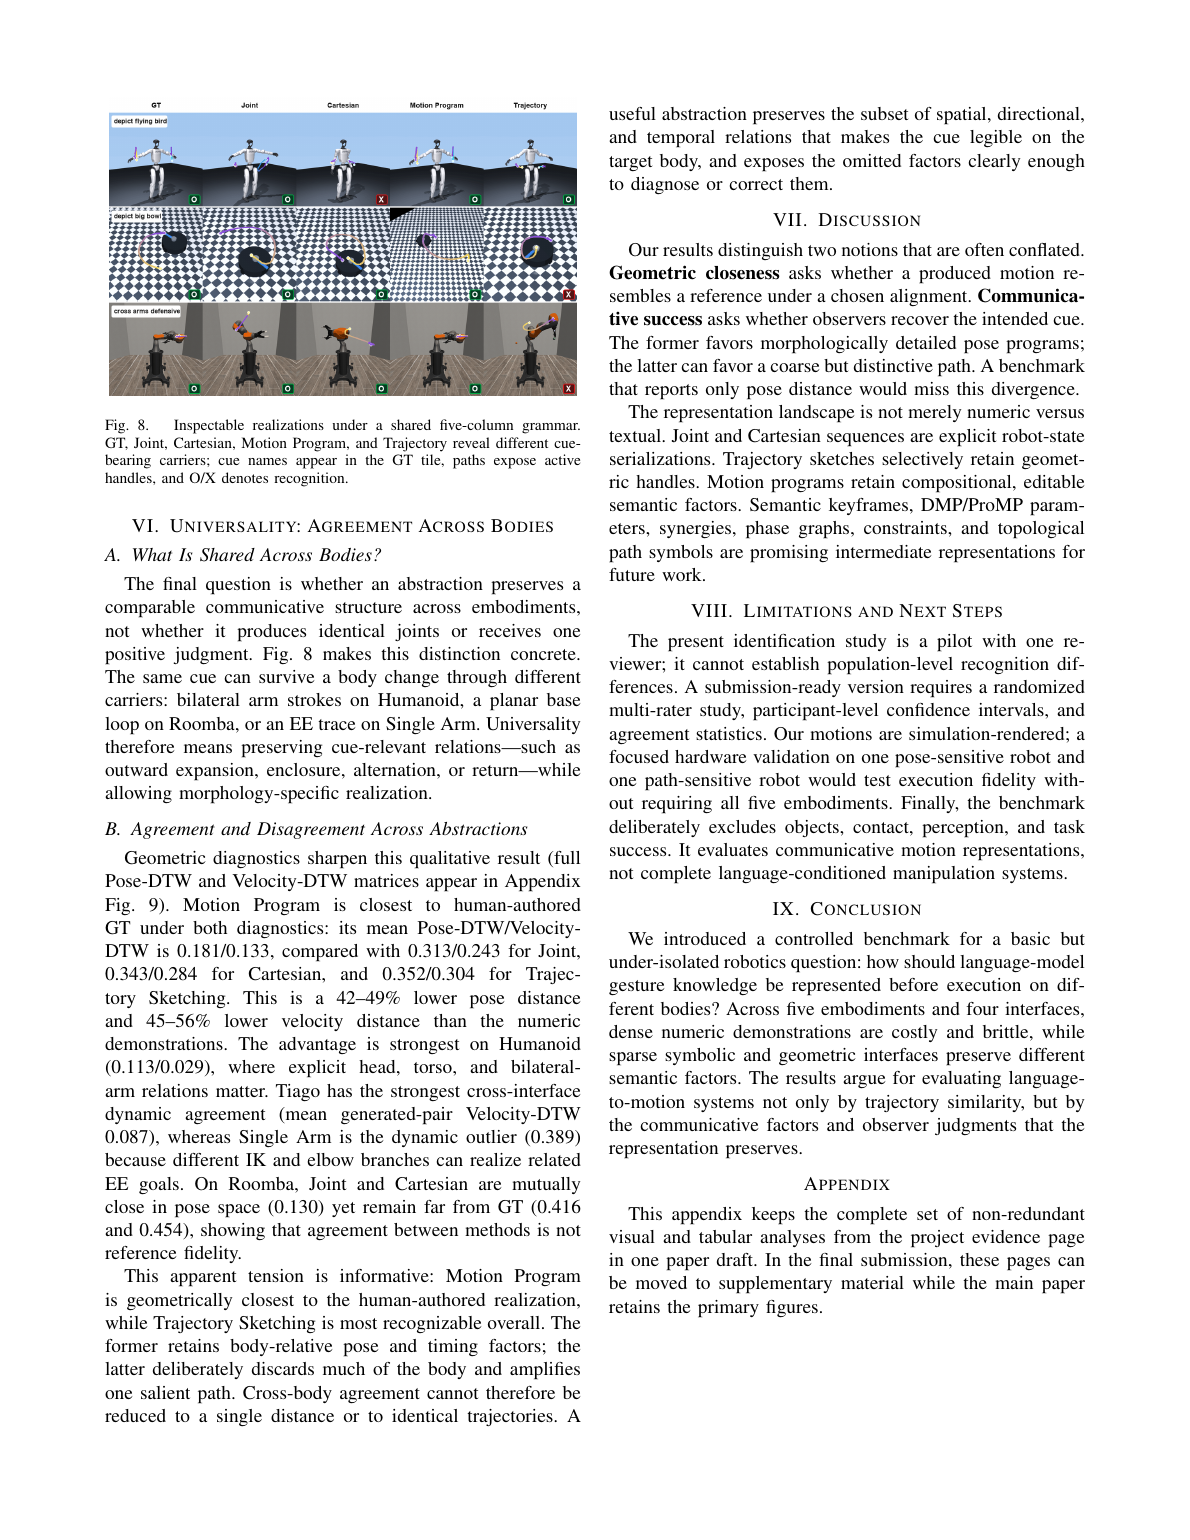 GT Joint Cartesian Motion Program Trajectory
depict flying bird
O O X O O
depict big bowl
O O O O X
cross arms defensive
O O O O X
Fig. 8. Inspectable realizations under a shared five-column grammar.
GT, Joint, Cartesian, Motion Program, and Trajectory reveal different cue-
bearing carriers; cue names appear in the GT tile, paths expose active
handles, and O/X denotes recognition.
VI. UNIVERSALITY: AGREEMENT ACROSS BODIES
A. What Is Shared Across Bodies?
The final question is whether an abstraction preserves a
comparable communicative structure across embodiments,
not whether it produces identical joints or receives one
positive judgment. Fig. 8 makes this distinction concrete.
The same cue can survive a body change through different
carriers: bilateral arm strokes on Humanoid, a planar base
loop on Roomba, or an EE trace on Single Arm. Universality
therefore means preserving cue-relevant relations—such as
outward expansion, enclosure, alternation, or return—while
allowing morphology-specific realization.
B. Agreement and Disagreement Across Abstractions
Geometric diagnostics sharpen this qualitative result (full
Pose-DTW and Velocity-DTW matrices appear in Appendix
Fig. 9). Motion Program is closest to human-authored
GT under both diagnostics: its mean Pose-DTW/Velocity-
DTW is 0.181/0.133, compared with 0.313/0.243 for Joint,
0.343/0.284 for Cartesian, and 0.352/0.304 for Trajec-
tory Sketching. This is a 42–49% lower pose distance
and 45–56% lower velocity distance than the numeric
demonstrations. The advantage is strongest on Humanoid
(0.113/0.029), where explicit head, torso, and bilateral-
arm relations matter. Tiago has the strongest cross-interface
dynamic agreement (mean generated-pair Velocity-DTW
0.087), whereas Single Arm is the dynamic outlier (0.389)
because different IK and elbow branches can realize related
EE goals. On Roomba, Joint and Cartesian are mutually
close in pose space (0.130) yet remain far from GT (0.416
and 0.454), showing that agreement between methods is not
reference fidelity.
This apparent tension is informative: Motion Program
is geometrically closest to the human-authored realization,
while Trajectory Sketching is most recognizable overall. The
former retains body-relative pose and timing factors; the
latter deliberately discards much of the body and amplifies
one salient path. Cross-body agreement cannot therefore be
reduced to a single distance or to identical trajectories. A
useful abstraction preserves the subset of spatial, directional,
and temporal relations that makes the cue legible on the
target body, and exposes the omitted factors clearly enough
to diagnose or correct them.
VII. DISCUSSION
Our results distinguish two notions that are often conflated.
Geometric closeness asks whether a produced motion re-
sembles a reference under a chosen alignment. Communica-
tive success asks whether observers recover the intended cue.
The former favors morphologically detailed pose programs;
the latter can favor a coarse but distinctive path. A benchmark
that reports only pose distance would miss this divergence.
The representation landscape is not merely numeric versus
textual. Joint and Cartesian sequences are explicit robot-state
serializations. Trajectory sketches selectively retain geomet-
ric handles. Motion programs retain compositional, editable
semantic factors. Semantic keyframes, DMP/ProMP param-
eters, synergies, phase graphs, constraints, and topological
path symbols are promising intermediate representations for
future work.
VIII. LIMITATIONS AND NEXT STEPS
The present identification study is a pilot with one re-
viewer; it cannot establish population-level recognition dif-
ferences. A submission-ready version requires a randomized
multi-rater study, participant-level confidence intervals, and
agreement statistics. Our motions are simulation-rendered; a
focused hardware validation on one pose-sensitive robot and
one path-sensitive robot would test execution fidelity with-
out requiring all five embodiments. Finally, the benchmark
deliberately excludes objects, contact, perception, and task
success. It evaluates communicative motion representations,
not complete language-conditioned manipulation systems.
IX. CONCLUSION
We introduced a controlled benchmark for a basic but
under-isolated robotics question: how should language-model
gesture knowledge be represented before execution on dif-
ferent bodies? Across five embodiments and four interfaces,
dense numeric demonstrations are costly and brittle, while
sparse symbolic and geometric interfaces preserve different
semantic factors. The results argue for evaluating language-
to-motion systems not only by trajectory similarity, but by
the communicative factors and observer judgments that the
representation preserves.
APPENDIX
This appendix keeps the complete set of non-redundant
visual and tabular analyses from the project evidence page
in one paper draft. In the final submission, these pages can
be moved to supplementary material while the main paper
retains the primary figures.